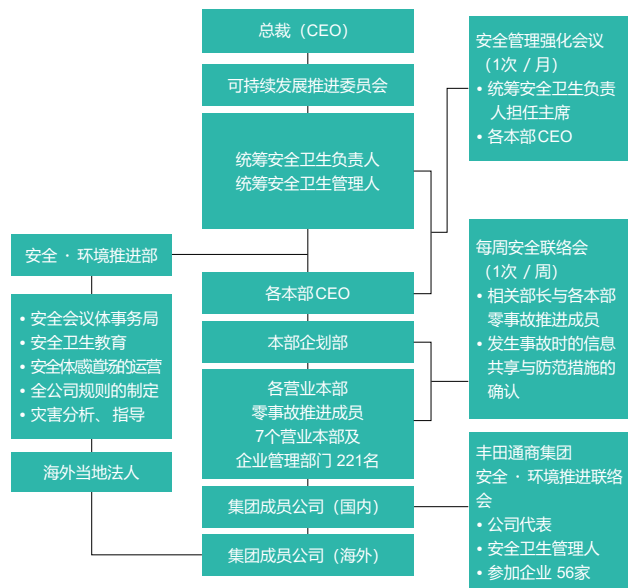 总裁（CEO）
可持续发展推进委员会
统筹安全卫生负责人
统筹安全卫生管理人
安全 · 环境推进部
• 安全会议体事务局
• 安全卫生教育
• 安全体感道场的运营
• 全公司规则的制定
• 灾害分析、指导
海外当地法人
各本部CEO
本部企划部
各营业本部
零事故推进成员
7个营业本部及
企业管理部门 221名
集团成员公司（国内）
集团成员公司（海外）
安全管理强化会议
（1次 / 月）
• 统筹安全卫生负责
人担任主席
• 各本部CEO
每周安全联络会
（1次 / 周）
• 相关部长与各本部
零事故推进成员
• 发生事故时的信息
共享与防范措施的
确认
丰田通商集团
安全 · 环境推进联络
会
• 公司代表
• 安全卫生管理人
• 参加企业 56家